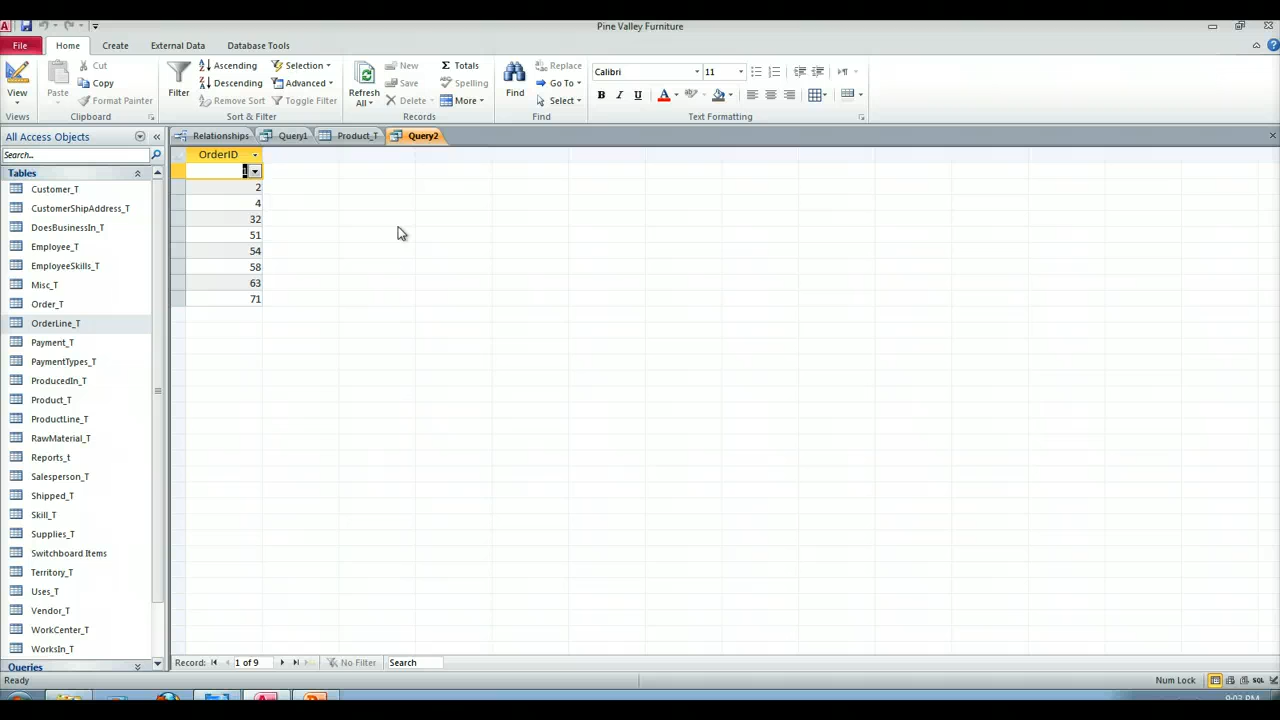 Pine Valley Furniture
File Home Create External Data Database Tools
View
Views
Paste
Cut
Copy
Format Painter
Clipboard
Filter
Ascending
Descending
Remove Sort
Selection
Advanced
Toggle Filter
Sort & Filter
Refresh
All
New
Save
Delete
Totals
Spelling
More
Records
Find
Replace
Go To
Select
Find
Calibri 11
B I U A
Text Formatting
All Access Objects
Relationships Query1 Product_T Query2
Search...
Tables
Customer_T
CustomerShipAddress_T
DoesBusinessIn_T
Employee_T
EmployeeSkills_T
Misc_T
Order_T
OrderLine_T
Payment_T
PaymentTypes_T
ProducedIn_T
Product_T
ProductLine_T
RawMaterial_T
Reports_t
Salesperson_T
Shipped_T
Skill_T
Supplies_T
Switchboard Items
Territory_T
Uses_T
Vendor_T
WorkCenter_T
WorksIn_T
Queries
OrderID
2
4
32
51
54
58
63
71
Record: 1 of 9 No Filter Search
Ready
Num Lock
SQL
9:03 PM